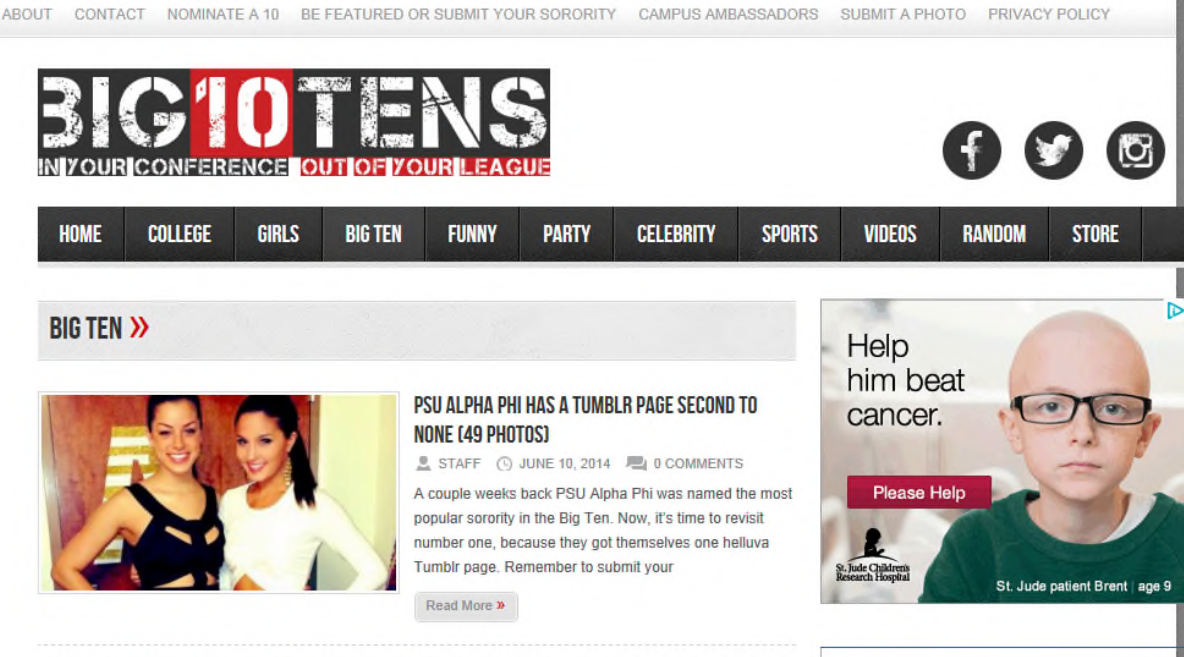 ABOUT CONTACT NOMINATE A 10 BE FEATURED OR SUBMIT YOUR SORORITY CAMPUS AMBASSADORS SUBMIT A PHOTO PRIVACY POLICY
BIG10TENS
IN YOUR CONFERENCE OUT OF YOUR LEAGUE
HOME COLLEGE GIRLS BIG TEN FUNNY PARTY CELEBRITY SPORTS VIDEOS RANDOM STORE
BIG TEN »
PSU ALPHA PHI HAS A TUMBLR PAGE SECOND TO
NONE (49 PHOTOS)
STAFF JUNE 10, 2014 0 COMMENTS
A couple weeks back PSU Alpha Phi was named the most
popular sorority in the Big Ten. Now, it's time to revisit
number one, because they got themselves one helluva
Tumblr page. Remember to submit your
Read More »
Help
him beat
cancer.
Please Help
St. Jude Children's
Research Hospital
St. Jude patient Brent | age 9